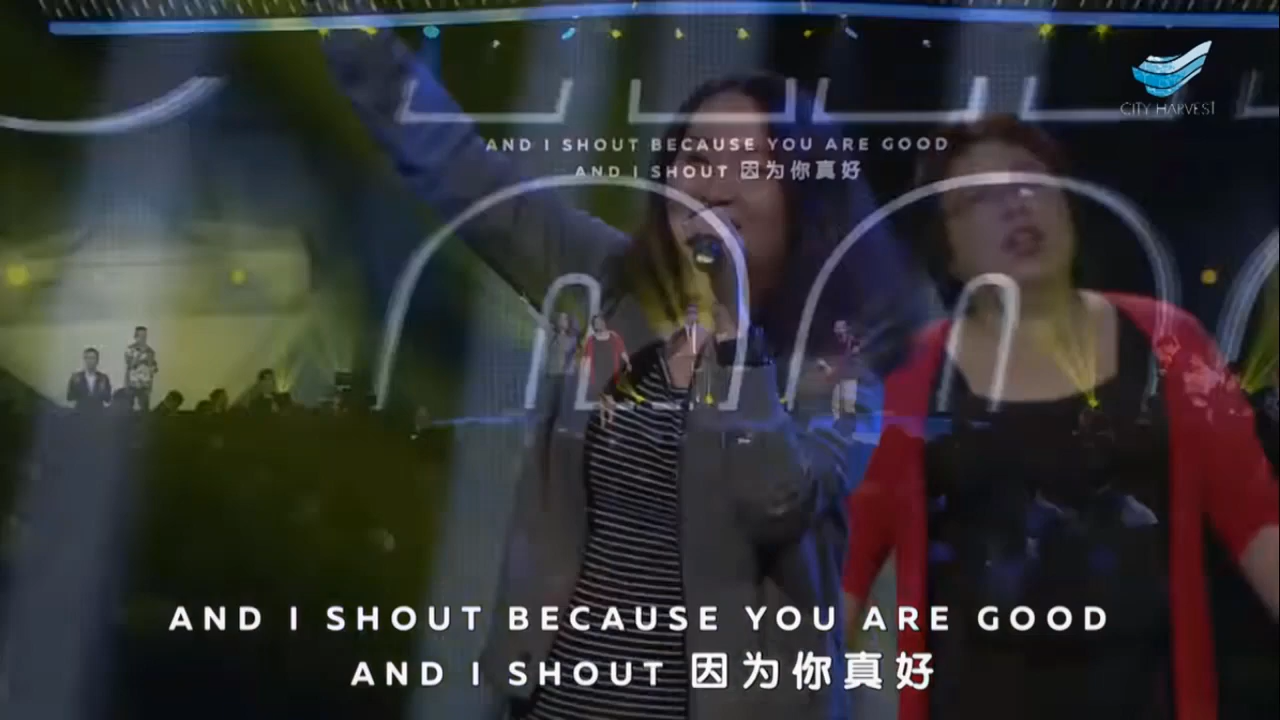 CITY HARVEST
AND I SHOUT BECAUSE YOU ARE GOOD
AND I SHOUT 因为你真好
AND I SHOUT BECAUSE YOU ARE GOOD
AND I SHOUT 因为你真好